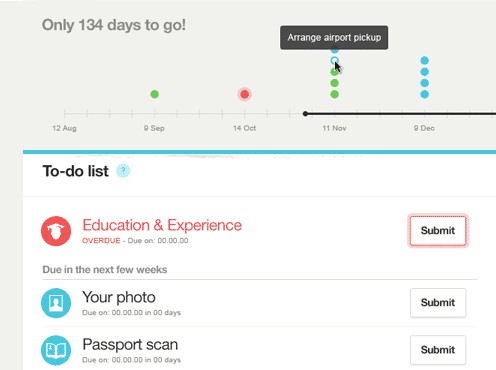 Only 134 days to go!
Arrange airport pickup
12 Aug
9 Sep
14 Oct
11 Nov
9 Dec
To-do list ?
Education & Experience
OVERDUE - Due on: 00.00.00
Submit
Due in the next few weeks
Your photo
Due on: 00.00.00 in 00 days
Submit
Passport scan
Due on: 00.00.00 in 00 days
Submit